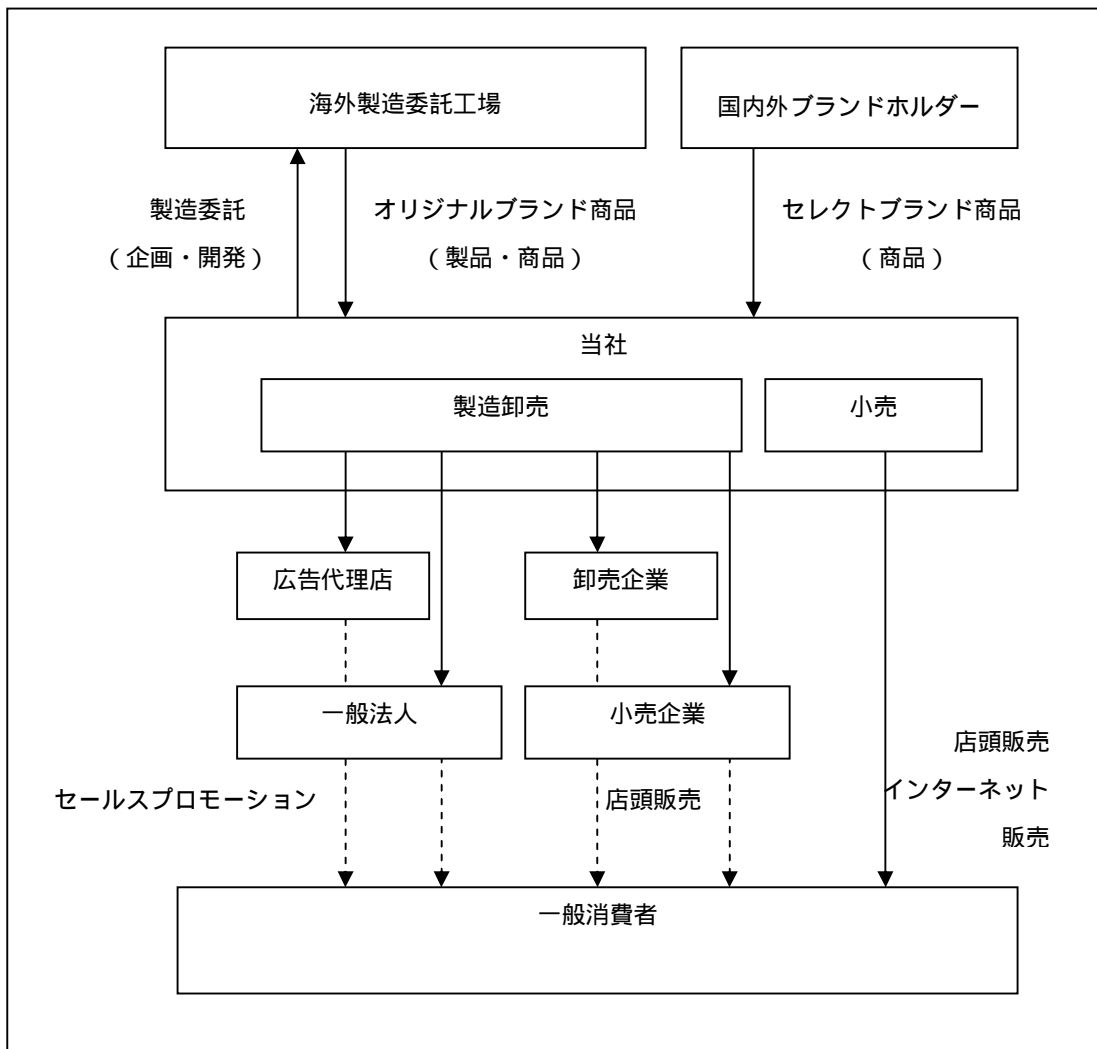 海外製造委託工場
国内外ブランドホルダー
製造委託
（企画・開発）
オリジナルブランド商品
（製品・商品）
セレクトブランド商品
（商品）
当社
製造卸売
小売
広告代理店
卸売企業
一般法人
小売企業
セールスプロモーション
店頭販売
店頭販売
インターネット
販売
一般消費者